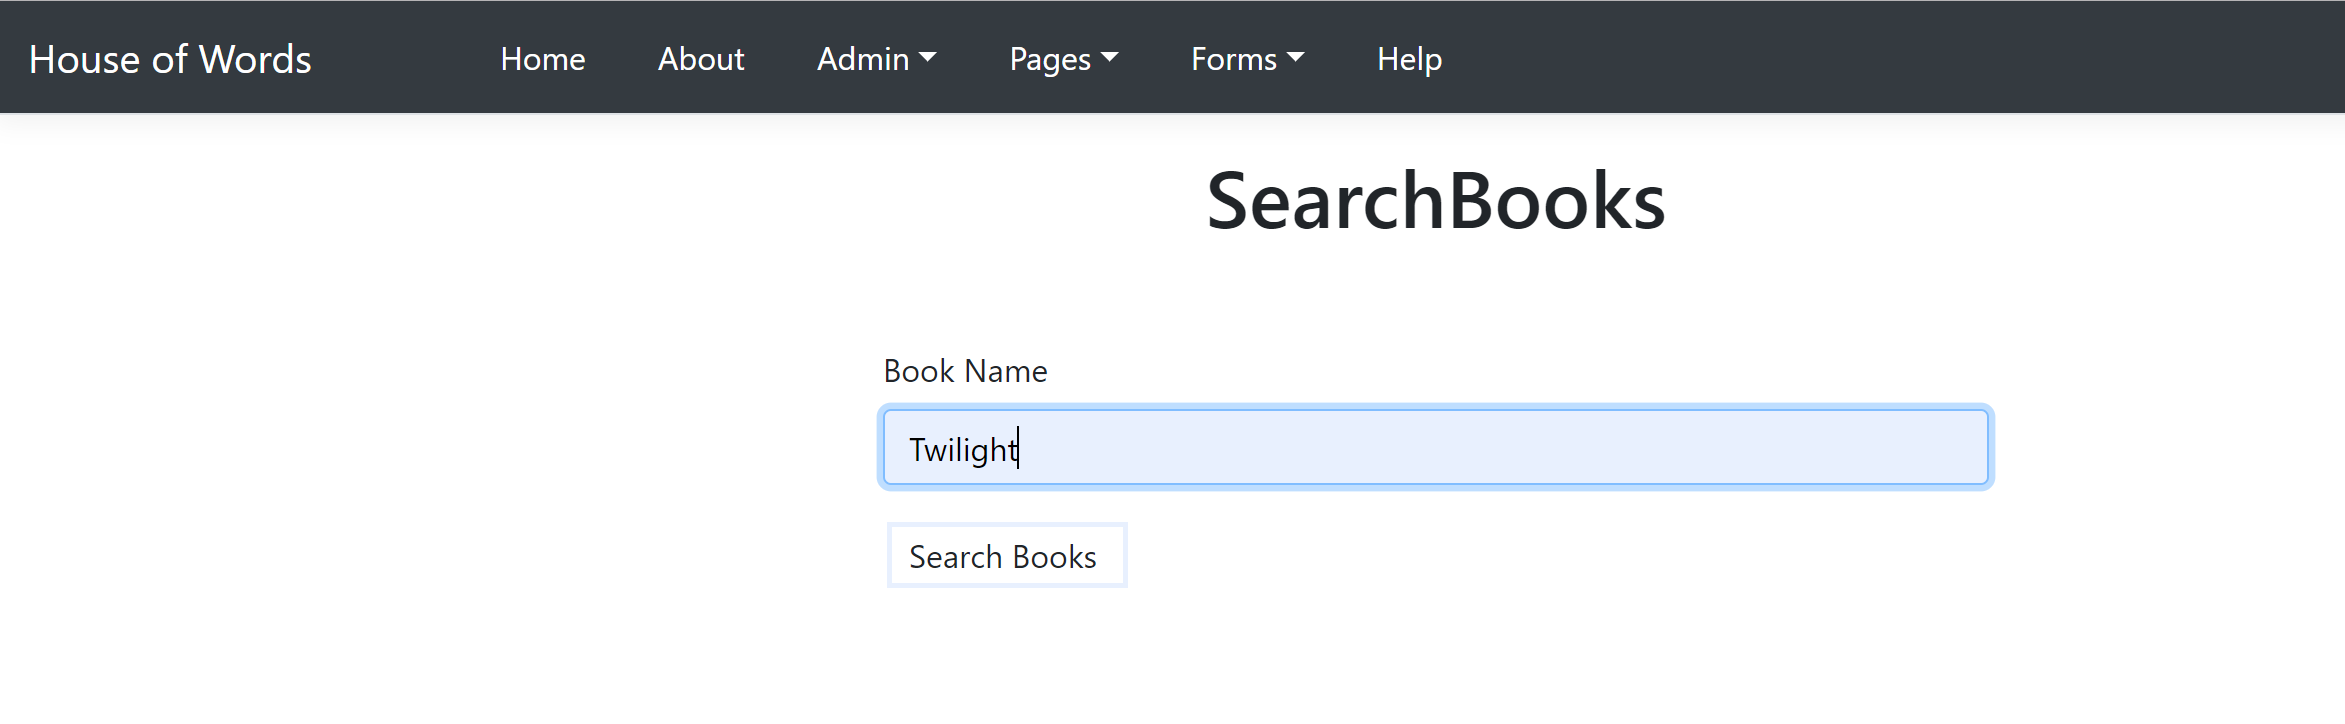 House of Words Home About Admin Pages Forms Help
SearchBooks
Book Name
Twilight
Search Books